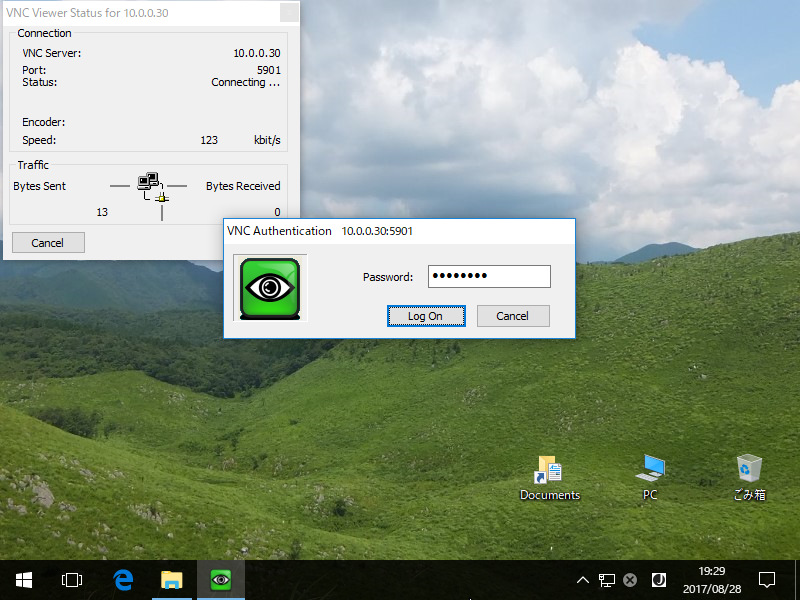 VNC Viewer Status for 10.0.0.30
Connection
VNC Server: 10.0.0.30
Port: 5901
Status: Connecting ...
Encoder:
Speed: 123 kbit/s
Traffic
Bytes Sent Bytes Received
13 0
Cancel
VNC Authentication 10.0.0.30:5901
Password: ●●●●●●●●
Log On Cancel
Documents PC ごみ箱
19:29
2017/08/28